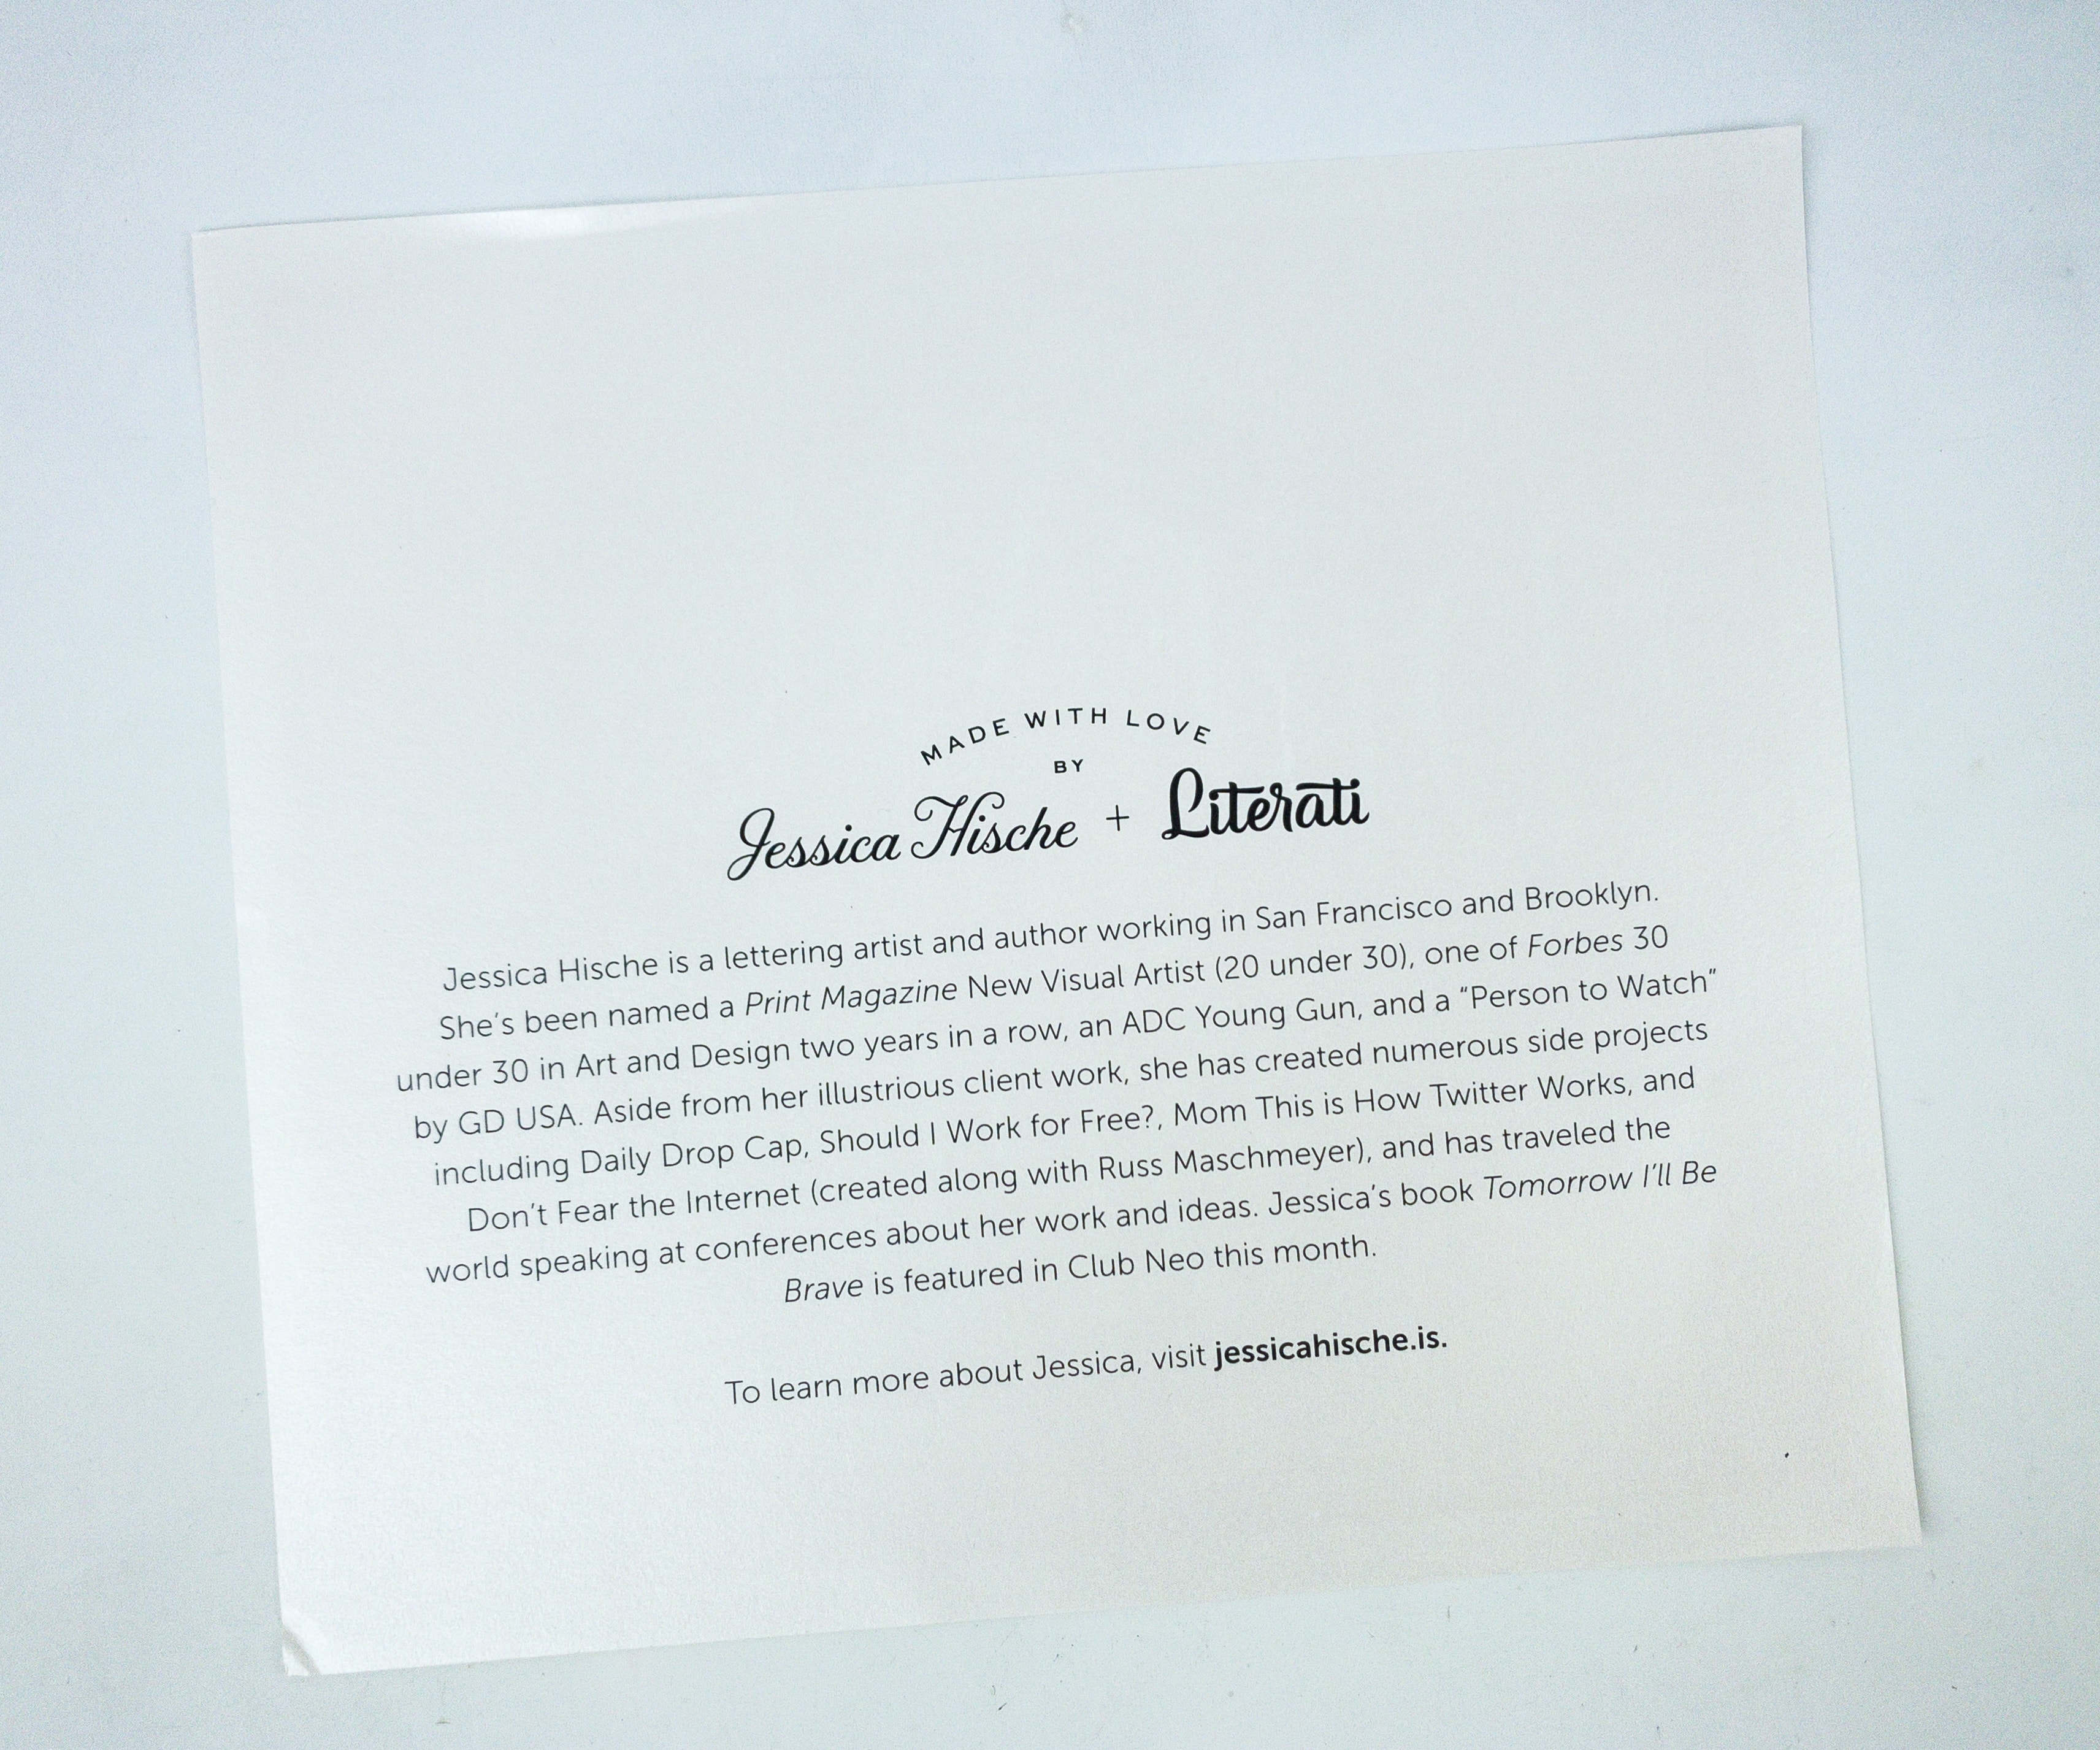 MADE WITH LOVE
BY
Jessica Hische + Literati
Jessica Hische is a lettering artist and author working in San Francisco and Brooklyn.
She's been named a Print Magazine New Visual Artist (20 under 30), one of Forbes 30
under 30 in Art and Design two years in a row, an ADC Young Gun, and a “Person to Watch”
by GD USA. Aside from her illustrious client work, she has created numerous side projects
including Daily Drop Cap, Should I Work for Free?, Mom This is How Twitter Works, and
Don't Fear the Internet (created along with Russ Maschmeyer), and has traveled the
world speaking at conferences about her work and ideas. Jessica's book Tomorrow I'll Be
Brave is featured in Club Neo this month.
To learn more about Jessica, visit jessicahische.is.